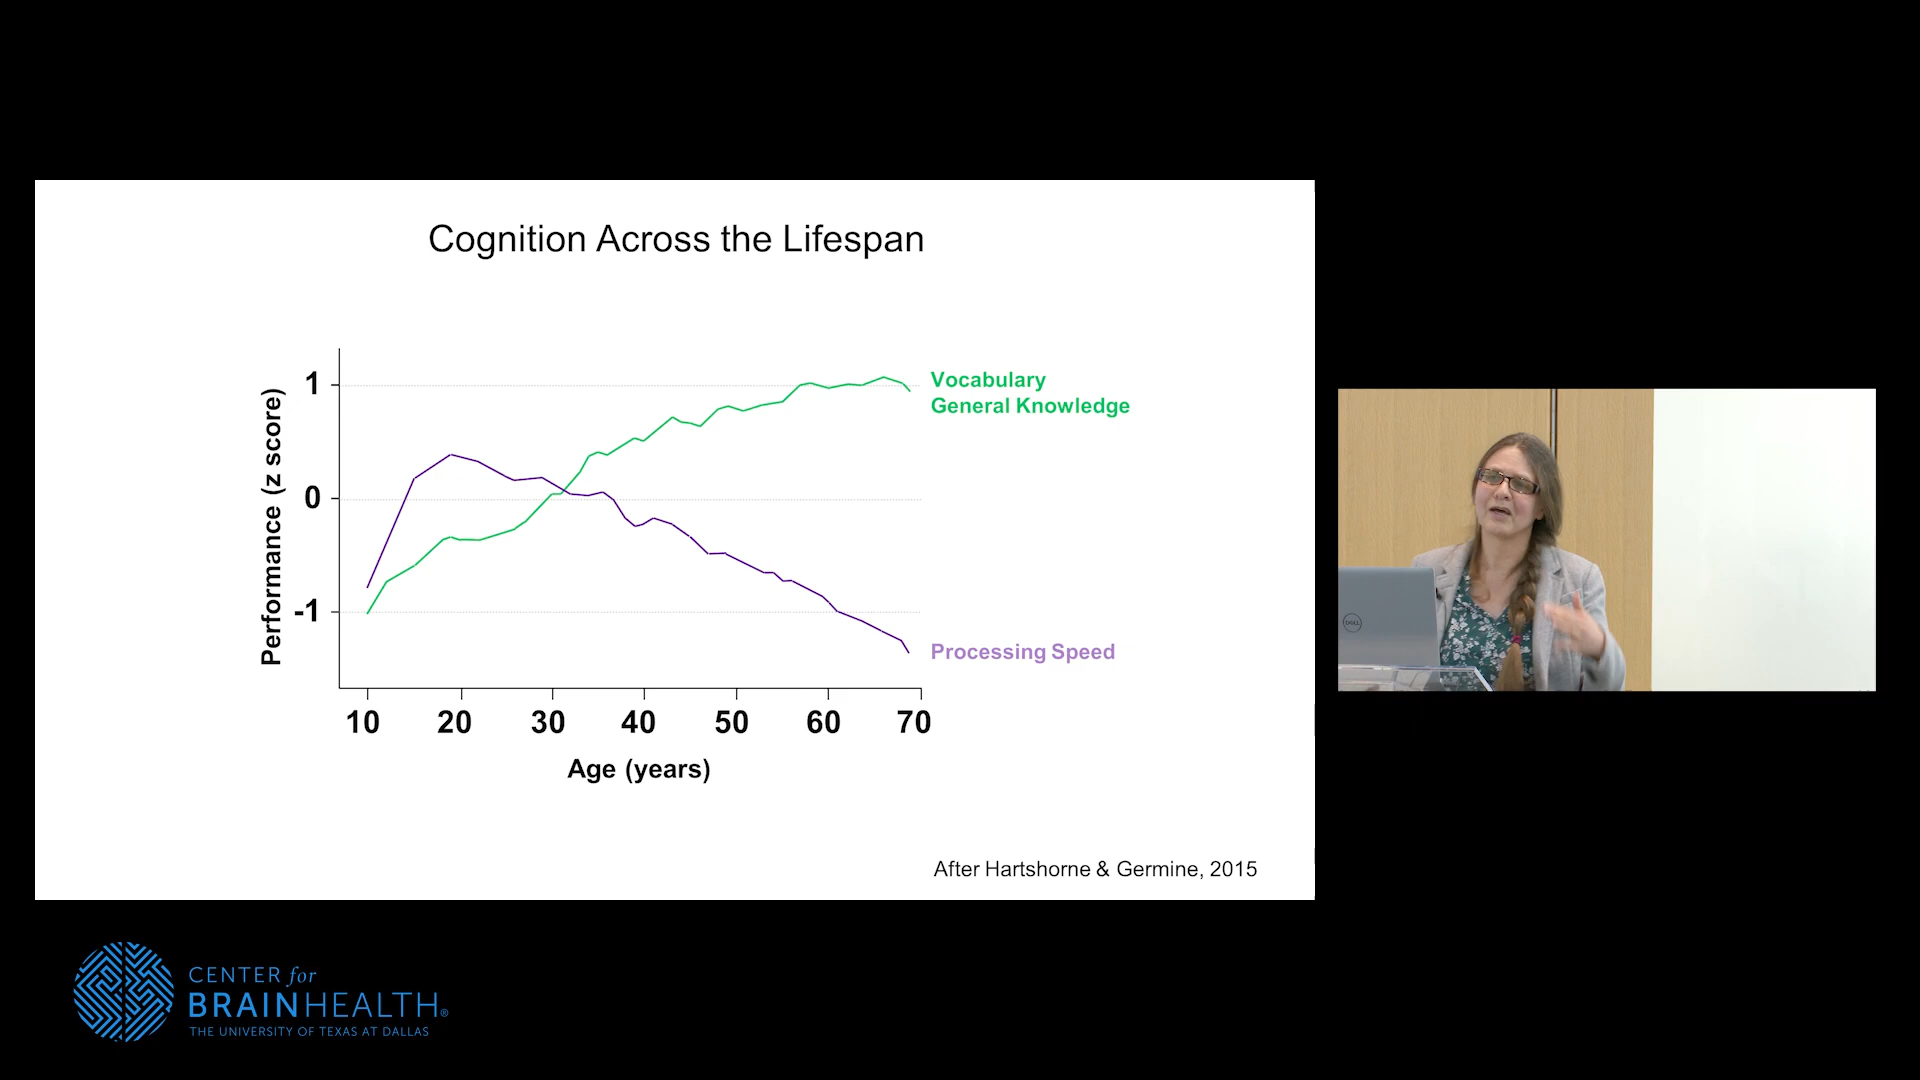 Cognition Across the Lifespan
Performance (z score)
1
0
-1
Vocabulary
General Knowledge
Processing Speed
10 20 30 40 50 60 70
Age (years)
After Hartshorne & Germine, 2015
DELL
CENTER for
BRAINHEALTH®
THE UNIVERSITY OF TEXAS AT DALLAS